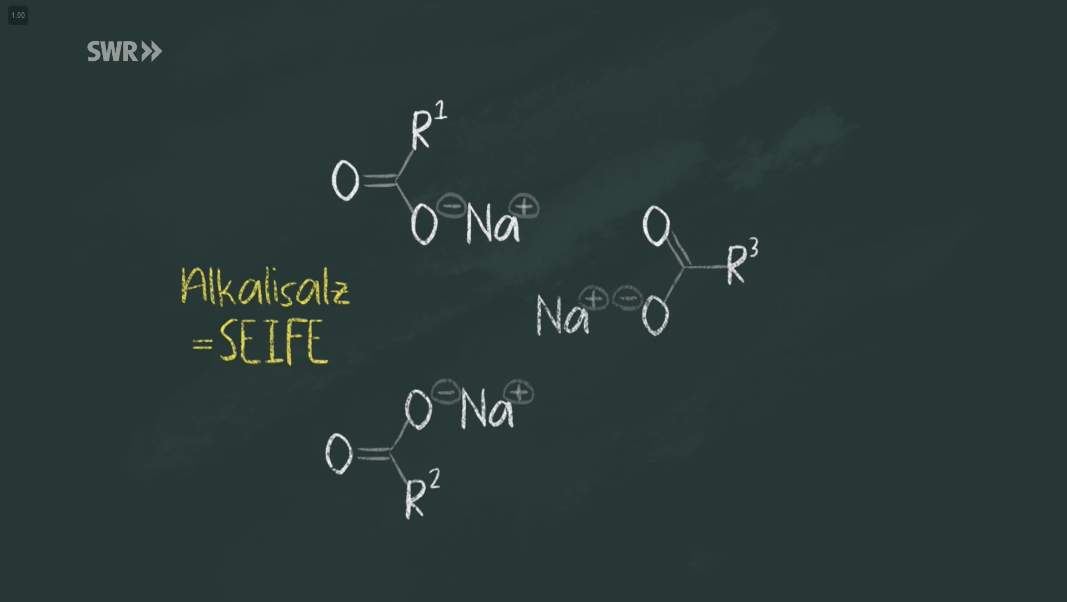 1.00
SWR
R¹
O
O⊖Na⊕
O
R³
Alkalisalz
Na⊕⊖O
=SEIFE
O⊖Na⊕
O
R²